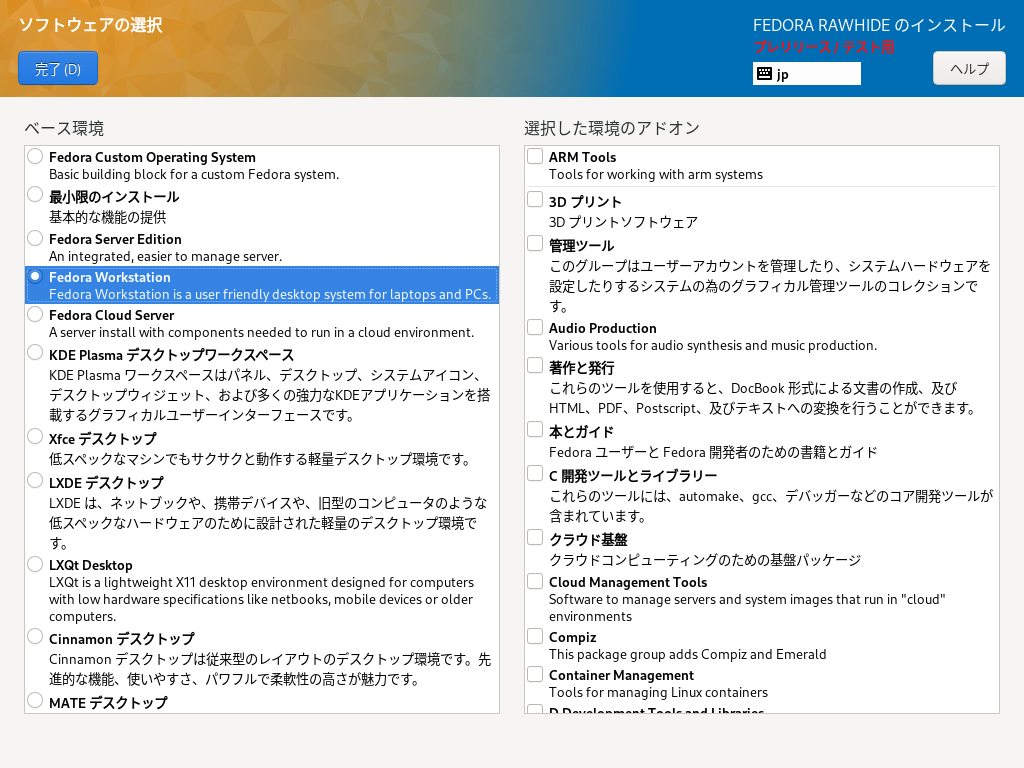 ソフトウェアの選択
FEDORA RAWHIDE のインストール
プレリリース / テスト用
完了 (D)
jp
ヘルプ
ベース環境
Fedora Custom Operating System
Basic building block for a custom Fedora system.
最小限のインストール
基本的な機能の提供
Fedora Server Edition
An integrated, easier to manage server.
Fedora Workstation
Fedora Workstation is a user friendly desktop system for laptops and PCs.
Fedora Cloud Server
A server install with components needed to run in a cloud environment.
KDE Plasma デスクトップワークスペース
KDE Plasma ワークスペースはパネル、デスクトップ、システムアイコン、
デスクトップウィジェット、および多くの強力なKDEアプリケーションを搭
載するグラフィカルユーザーインターフェースです。
Xfce デスクトップ
低スペックなマシンでもサクサクと動作する軽量デスクトップ環境です。
LXDE デスクトップ
LXDE は、ネットブックや、携帯デバイスや、旧型のコンピュータのような
低スペックなハードウェアのために設計された軽量のデスクトップ環境で
す。
LXQt Desktop
LXQt is a lightweight X11 desktop environment designed for computers
with low hardware specifications like netbooks, mobile devices or older
computers.
Cinnamon デスクトップ
Cinnamon デスクトップは従来型のレイアウトのデスクトップ環境です。先
進的な機能、使いやすさ、パワフルで柔軟性の高さが魅力です。
MATE デスクトップ
選択した環境のアドオン
ARM Tools
Tools for working with arm systems
3D プリント
3D プリントソフトウェア
管理ツール
このグループはユーザーアカウントを管理したり、システムハードウェアを
設定したりするシステムの為のグラフィカル管理ツールのコレクションで
す。
Audio Production
Various tools for audio synthesis and music production.
著作と発行
これらのツールを使用すると、DocBook 形式による文書の作成、及び
HTML、PDF、Postscript、及びテキストへの変換を行うことができます。
本とガイド
Fedora ユーザーと Fedora 開発者のための書籍とガイド
C 開発ツールとライブラリー
これらのツールには、automake、gcc、デバッガーなどのコア開発ツールが
含まれています。
クラウド基盤
クラウドコンピューティングのための基盤パッケージ
Cloud Management Tools
Software to manage servers and system images that run in "cloud"
environments
Compiz
This package group adds Compiz and Emerald
Container Management
Tools for managing Linux containers
D Development Tools and Libraries